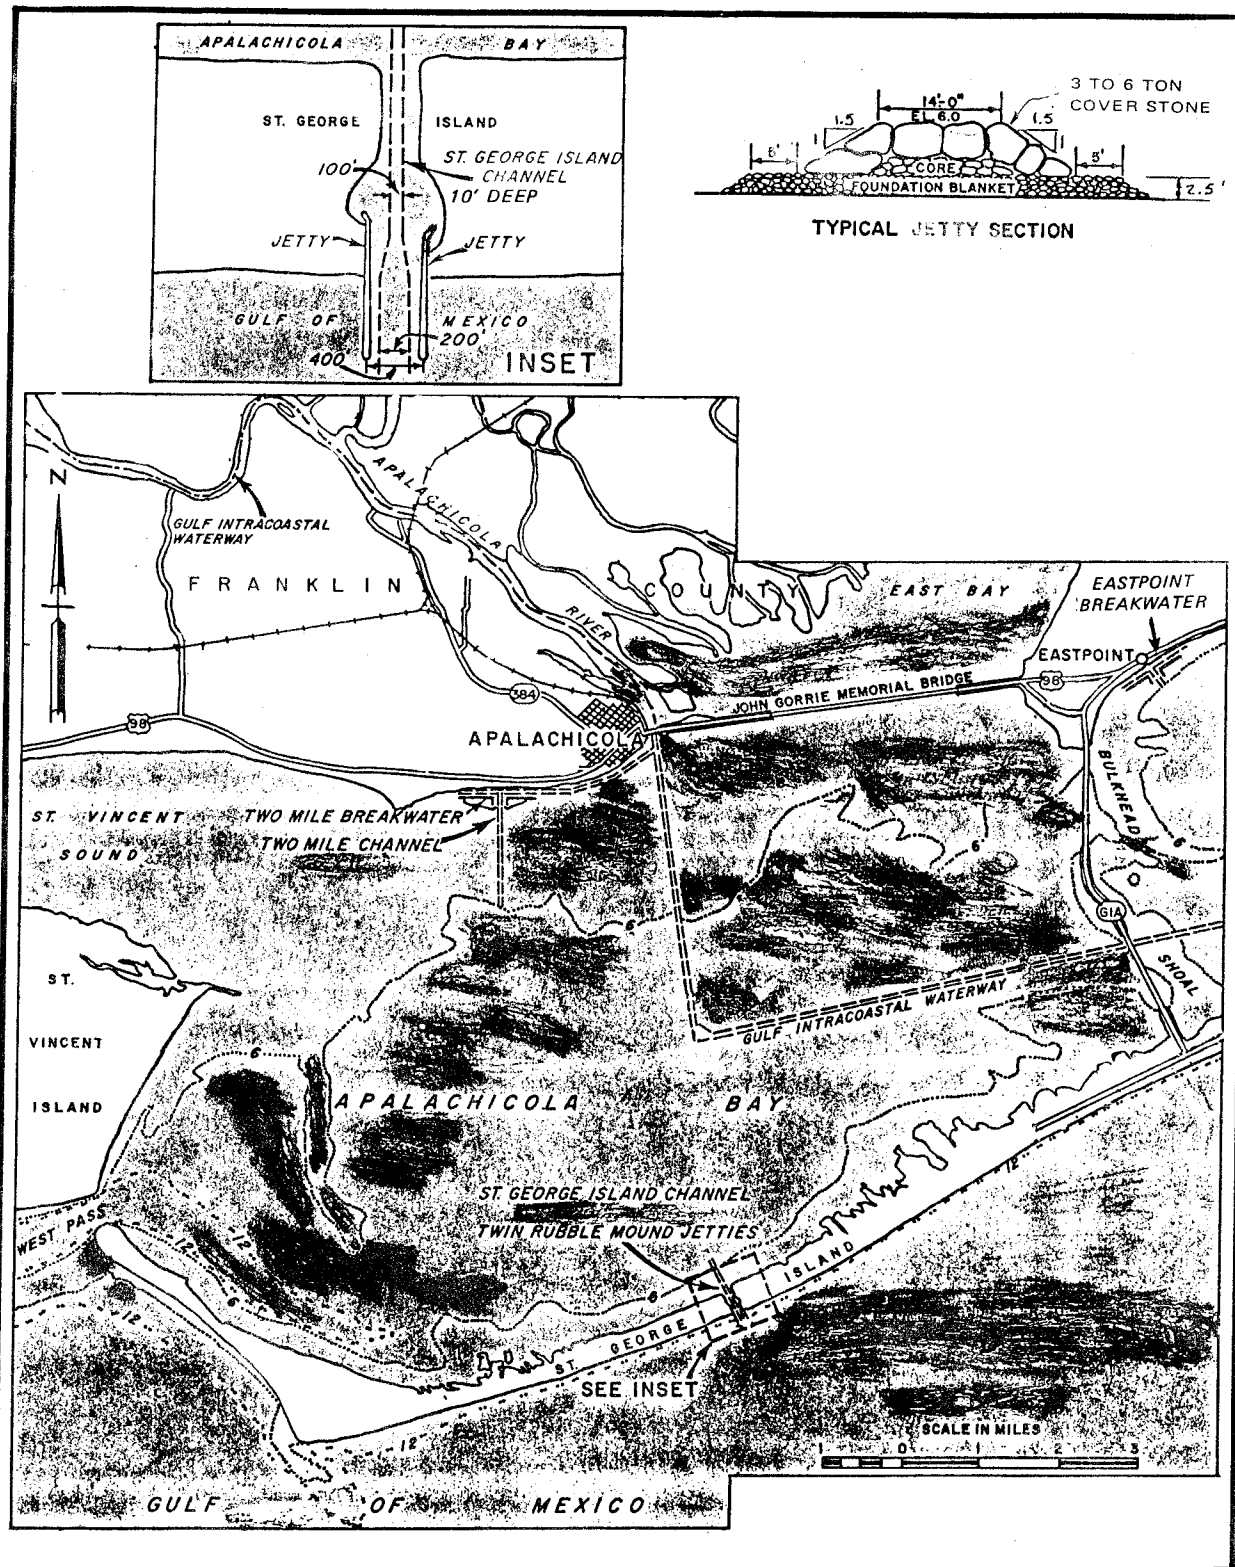 APALACHICOLA BAY
ST. GEORGE ISLAND
ST. GEORGE ISLAND
CHANNEL
10' DEEP
100'
JETTY
JETTY
GULF OF MEXICO
200'
400'
INSET
3 TO 6 TON
COVER STONE
14'-0"
EL 6.0
1.5
1
1.5
1
5'
CORE
FOUNDATION BLANKET
2.5'
TYPICAL JETTY SECTION
N
APALACHICOLA
RIVER
GULF INTRACOASTAL
WATERWAY
FRANKLIN COUNTY
EAST BAY
EASTPOINT
BREAKWATER
EASTPOINT
98
384
98
JOHN GORRIE MEMORIAL BRIDGE
APALACHICOLA
ST. VINCENT
SOUND
TWO MILE BREAKWATER
TWO MILE CHANNEL
BULKHEAD
6
6
6
G1A
SHOAL
ST.
VINCENT
ISLAND
GULF INTRACOASTAL WATERWAY
6
APALACHICOLA BAY
12
ST. GEORGE ISLAND CHANNEL
TWIN RUBBLE MOUND JETTIES
WEST PASS
12
12
6
6
12
ST. GEORGE ISLAND
SEE INSET
12
SCALE IN MILES
1 0 1 2 3
GULF OF MEXICO